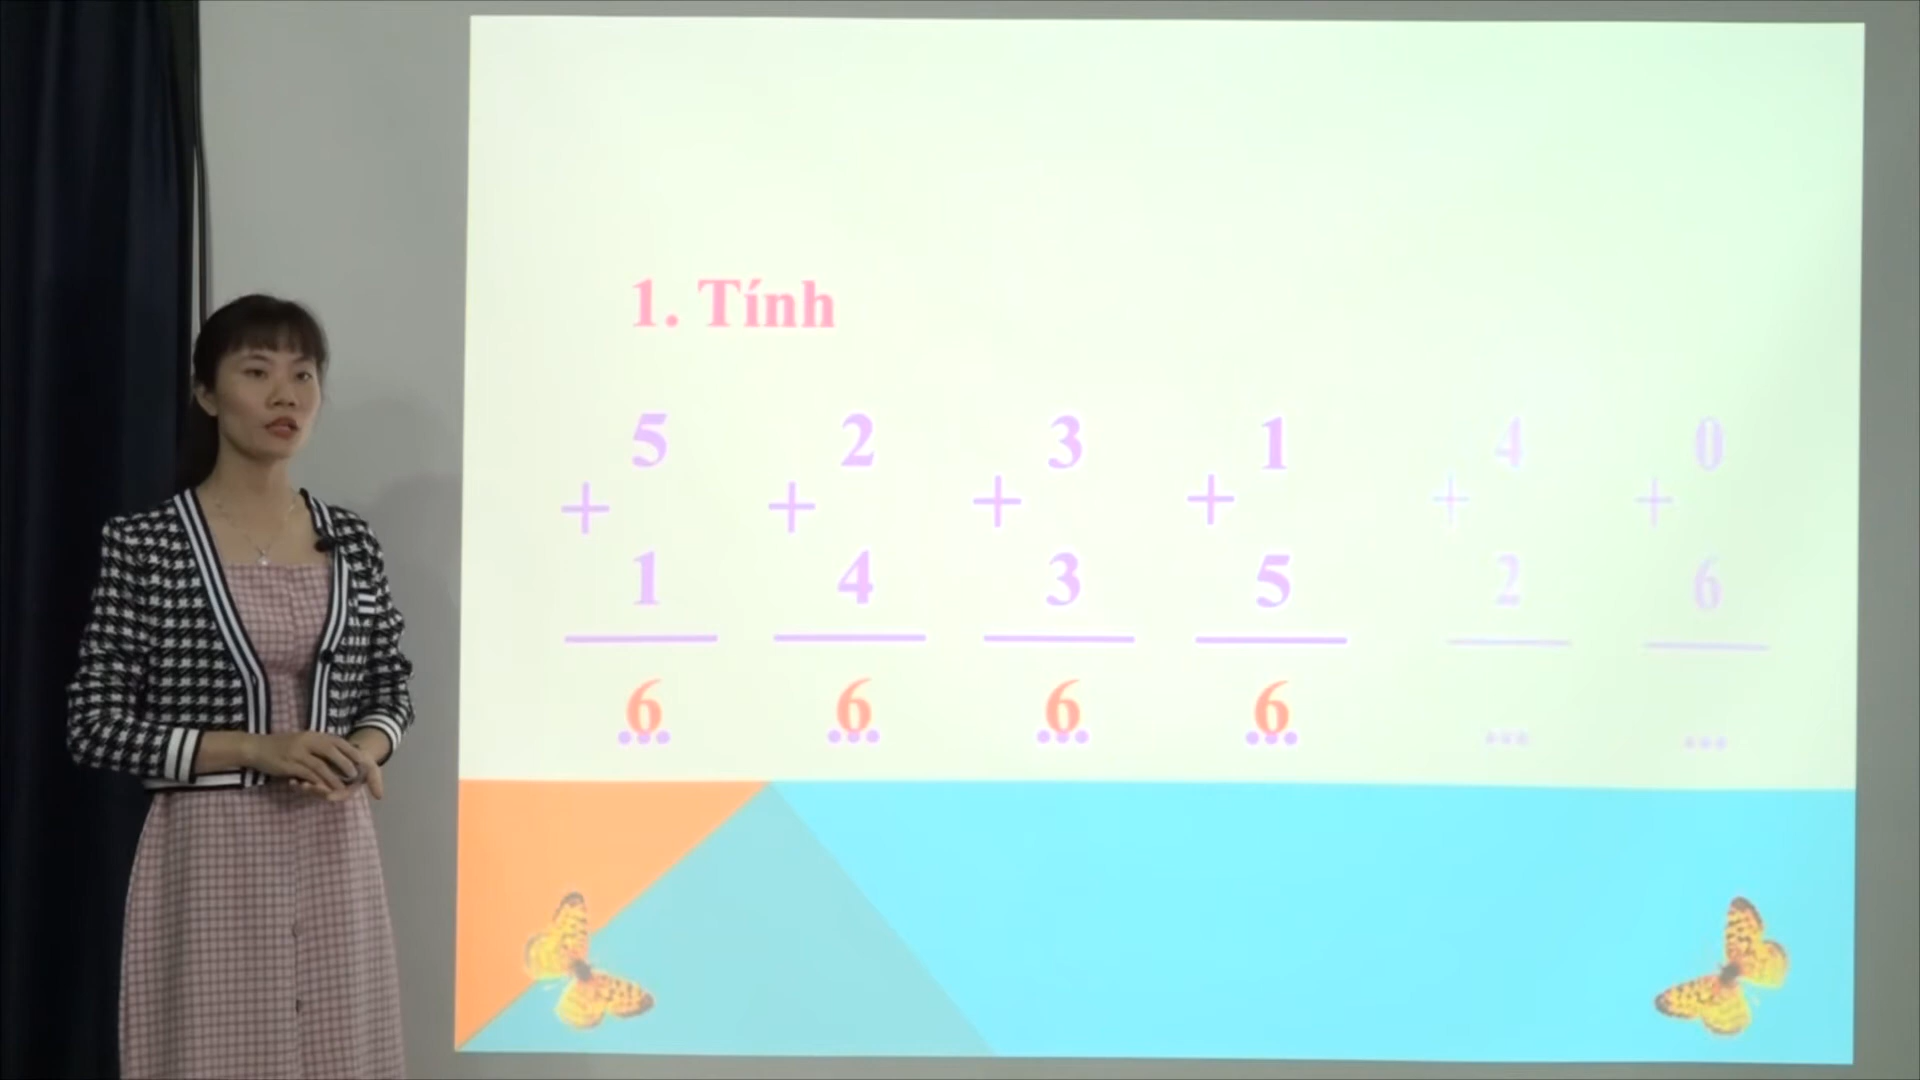 1. Tính
5 2 3 1 4 0
+ + + + + +
1 4 3 5 2 6
6 6 6 6 ... ...